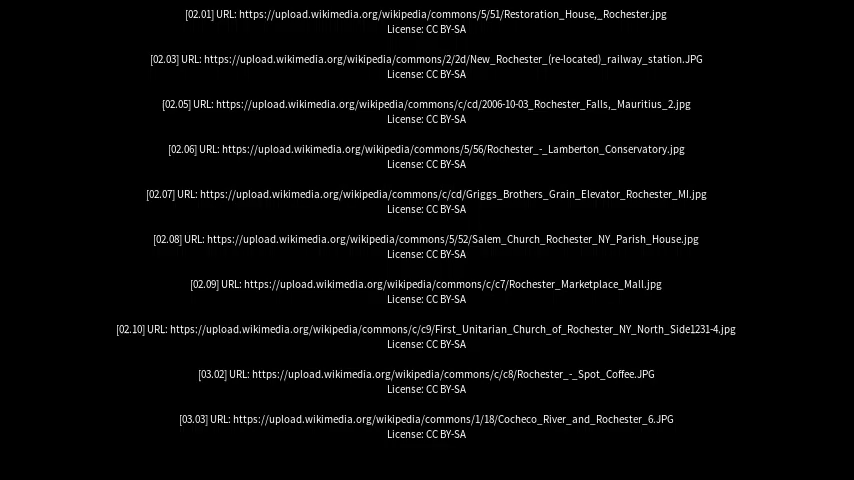 [02.01] URL: https://upload.wikimedia.org/wikipedia/commons/5/51/Restoration_House,_Rochester.jpg
License: CC BY-SA
[02.03] URL: https://upload.wikimedia.org/wikipedia/commons/2/2d/New_Rochester_(re-located)_railway_station.JPG
License: CC BY-SA
[02.05] URL: https://upload.wikimedia.org/wikipedia/commons/c/cd/2006-10-03_Rochester_Falls,_Mauritius_2.jpg
License: CC BY-SA
[02.06] URL: https://upload.wikimedia.org/wikipedia/commons/5/56/Rochester_-_Lamberton_Conservatory.jpg
License: CC BY-SA
[02.07] URL: https://upload.wikimedia.org/wikipedia/commons/c/cd/Griggs_Brothers_Grain_Elevator_Rochester_MI.jpg
License: CC BY-SA
[02.08] URL: https://upload.wikimedia.org/wikipedia/commons/5/52/Salem_Church_Rochester_NY_Parish_House.jpg
License: CC BY-SA
[02.09] URL: https://upload.wikimedia.org/wikipedia/commons/c/c7/Rochester_Marketplace_Mall.jpg
License: CC BY-SA
[02.10] URL: https://upload.wikimedia.org/wikipedia/commons/c/c9/First_Unitarian_Church_of_Rochester_NY_North_Side1231-4.jpg
License: CC BY-SA
[03.02] URL: https://upload.wikimedia.org/wikipedia/commons/c/c8/Rochester_-_Spot_Coffee.JPG
License: CC BY-SA
[03.03] URL: https://upload.wikimedia.org/wikipedia/commons/1/18/Cocheco_River_and_Rochester_6.JPG
License: CC BY-SA